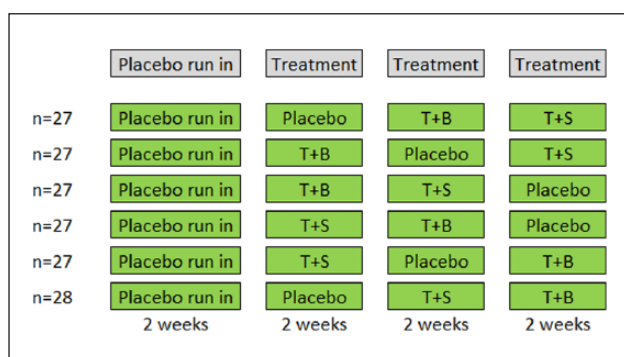 Placebo run in Treatment Treatment Treatment
n=27 Placebo run in Placebo T+B T+S
n=27 Placebo run in T+B Placebo T+S
n=27 Placebo run in T+B T+S Placebo
n=27 Placebo run in T+S T+B Placebo
n=27 Placebo run in T+S Placebo T+B
n=28 Placebo run in Placebo T+S T+B
2 weeks 2 weeks 2 weeks 2 weeks